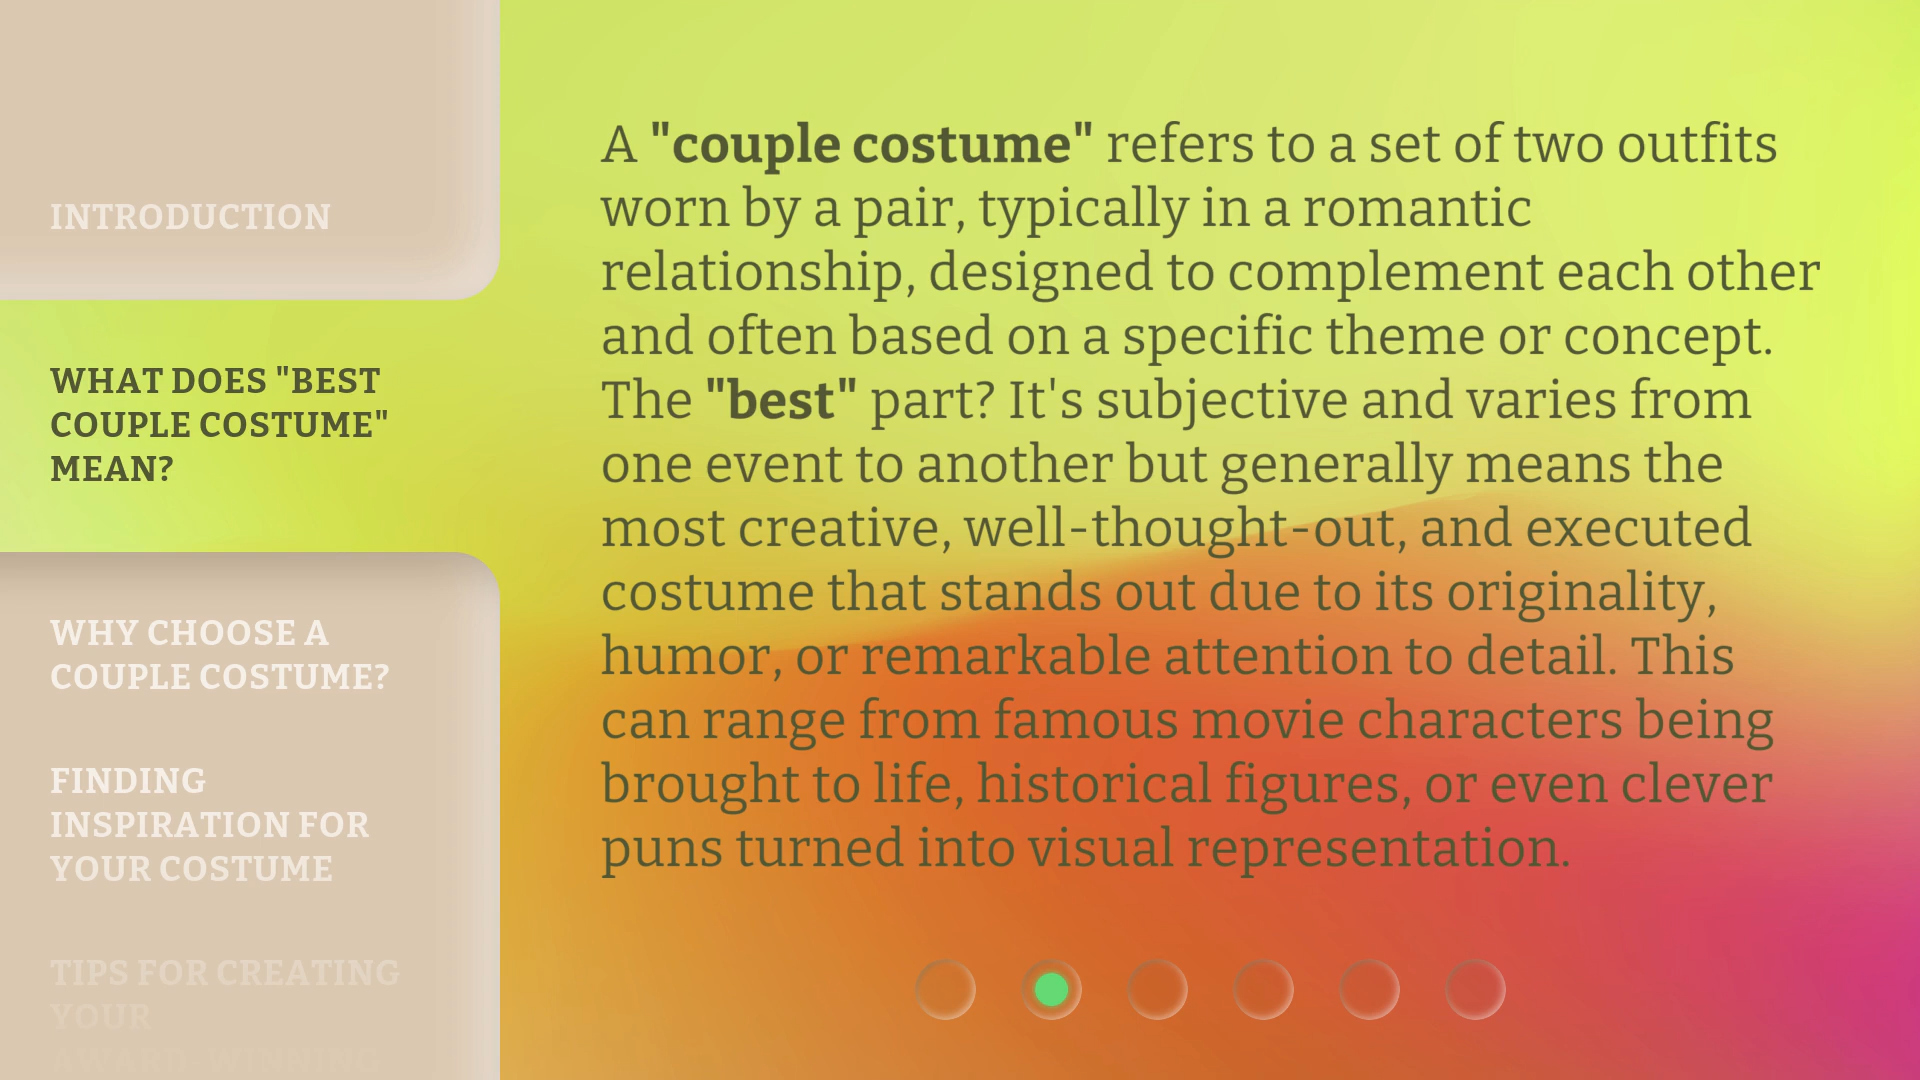 INTRODUCTION
WHAT DOES "BEST
COUPLE COSTUME"
MEAN?
WHY CHOOSE A
COUPLE COSTUME?
FINDING
INSPIRATION FOR
YOUR COSTUME
TIPS FOR CREATING
YOUR
AWARD-WINNING
A "couple costume" refers to a set of two outfits
worn by a pair, typically in a romantic
relationship, designed to complement each other
and often based on a specific theme or concept.
The "best" part? It's subjective and varies from
one event to another but generally means the
most creative, well-thought-out, and executed
costume that stands out due to its originality,
humor, or remarkable attention to detail. This
can range from famous movie characters being
brought to life, historical figures, or even clever
puns turned into visual representation.